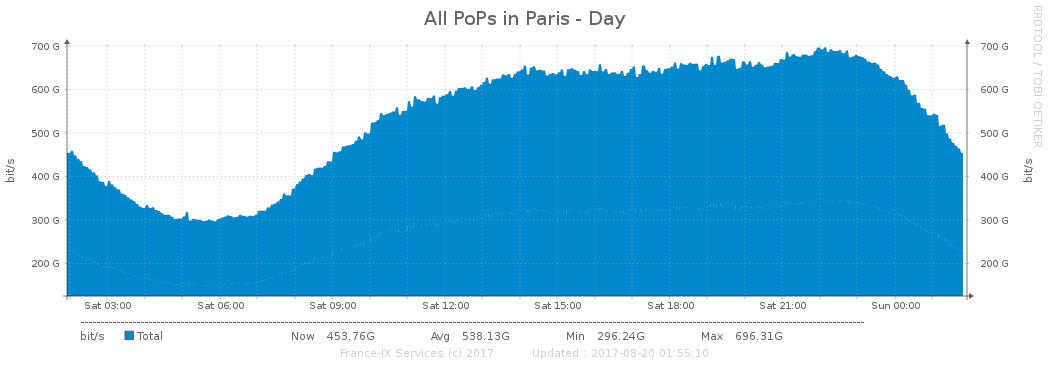 All PoPs in Paris - Day
RRDTOOL / TOBI OETIKER
bit/s
bit/s
700 G 700 G
600 G 600 G
500 G 500 G
400 G 400 G
300 G 300 G
200 G 200 G
Sat 03:00 Sat 06:00 Sat 09:00 Sat 12:00 Sat 15:00 Sat 18:00 Sat 21:00 Sun 00:00
bit/s Total Now 453.76G Avg 538.13G Min 296.24G Max 696.31G
France-IX Services (c) 2017 Updated : 2017-08-20 01:55:10